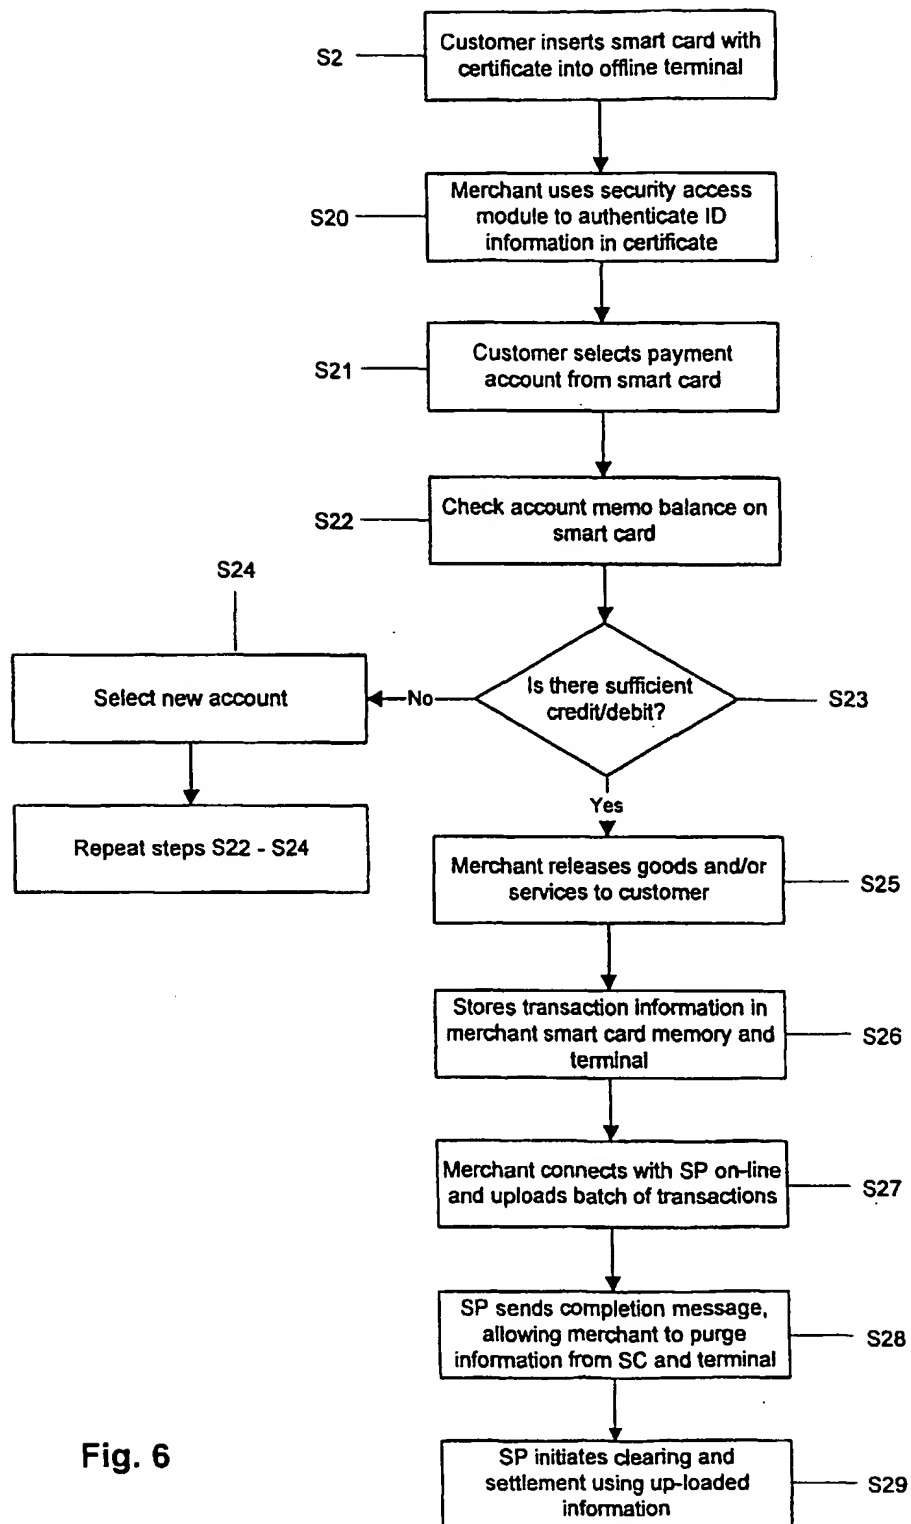 S2
Customer inserts smart card with
certificate into offline terminal
S20
Merchant uses security access
module to authenticate ID
information in certificate
S21
Customer selects payment
account from smart card
S22
Check account memo balance on
smart card
S24
Select new account
No
Is there sufficient
credit/debit?
S23
Repeat steps S22 - S24
Yes
Merchant releases goods and/or
services to customer
S25
Stores transaction information in
merchant smart card memory and
terminal
S26
Merchant connects with SP on-line
and uploads batch of transactions
S27
SP sends completion message,
allowing merchant to purge
information from SC and terminal
S28
SP initiates clearing and
settlement using up-loaded
information
S29
Fig. 6